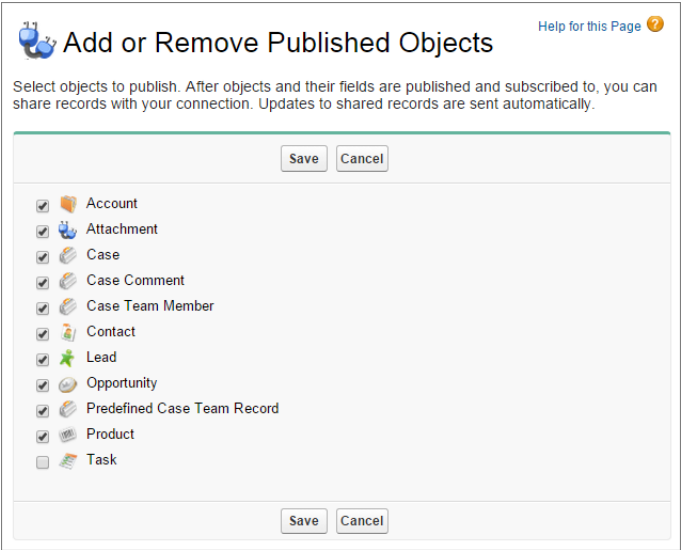 Help for this Page
Add or Remove Published Objects
Select objects to publish. After objects and their fields are published and subscribed to, you can
share records with your connection. Updates to shared records are sent automatically.
Save Cancel
Account
Attachment
Case
Case Comment
Case Team Member
Contact
Lead
Opportunity
Predefined Case Team Record
Product
Task
Save Cancel